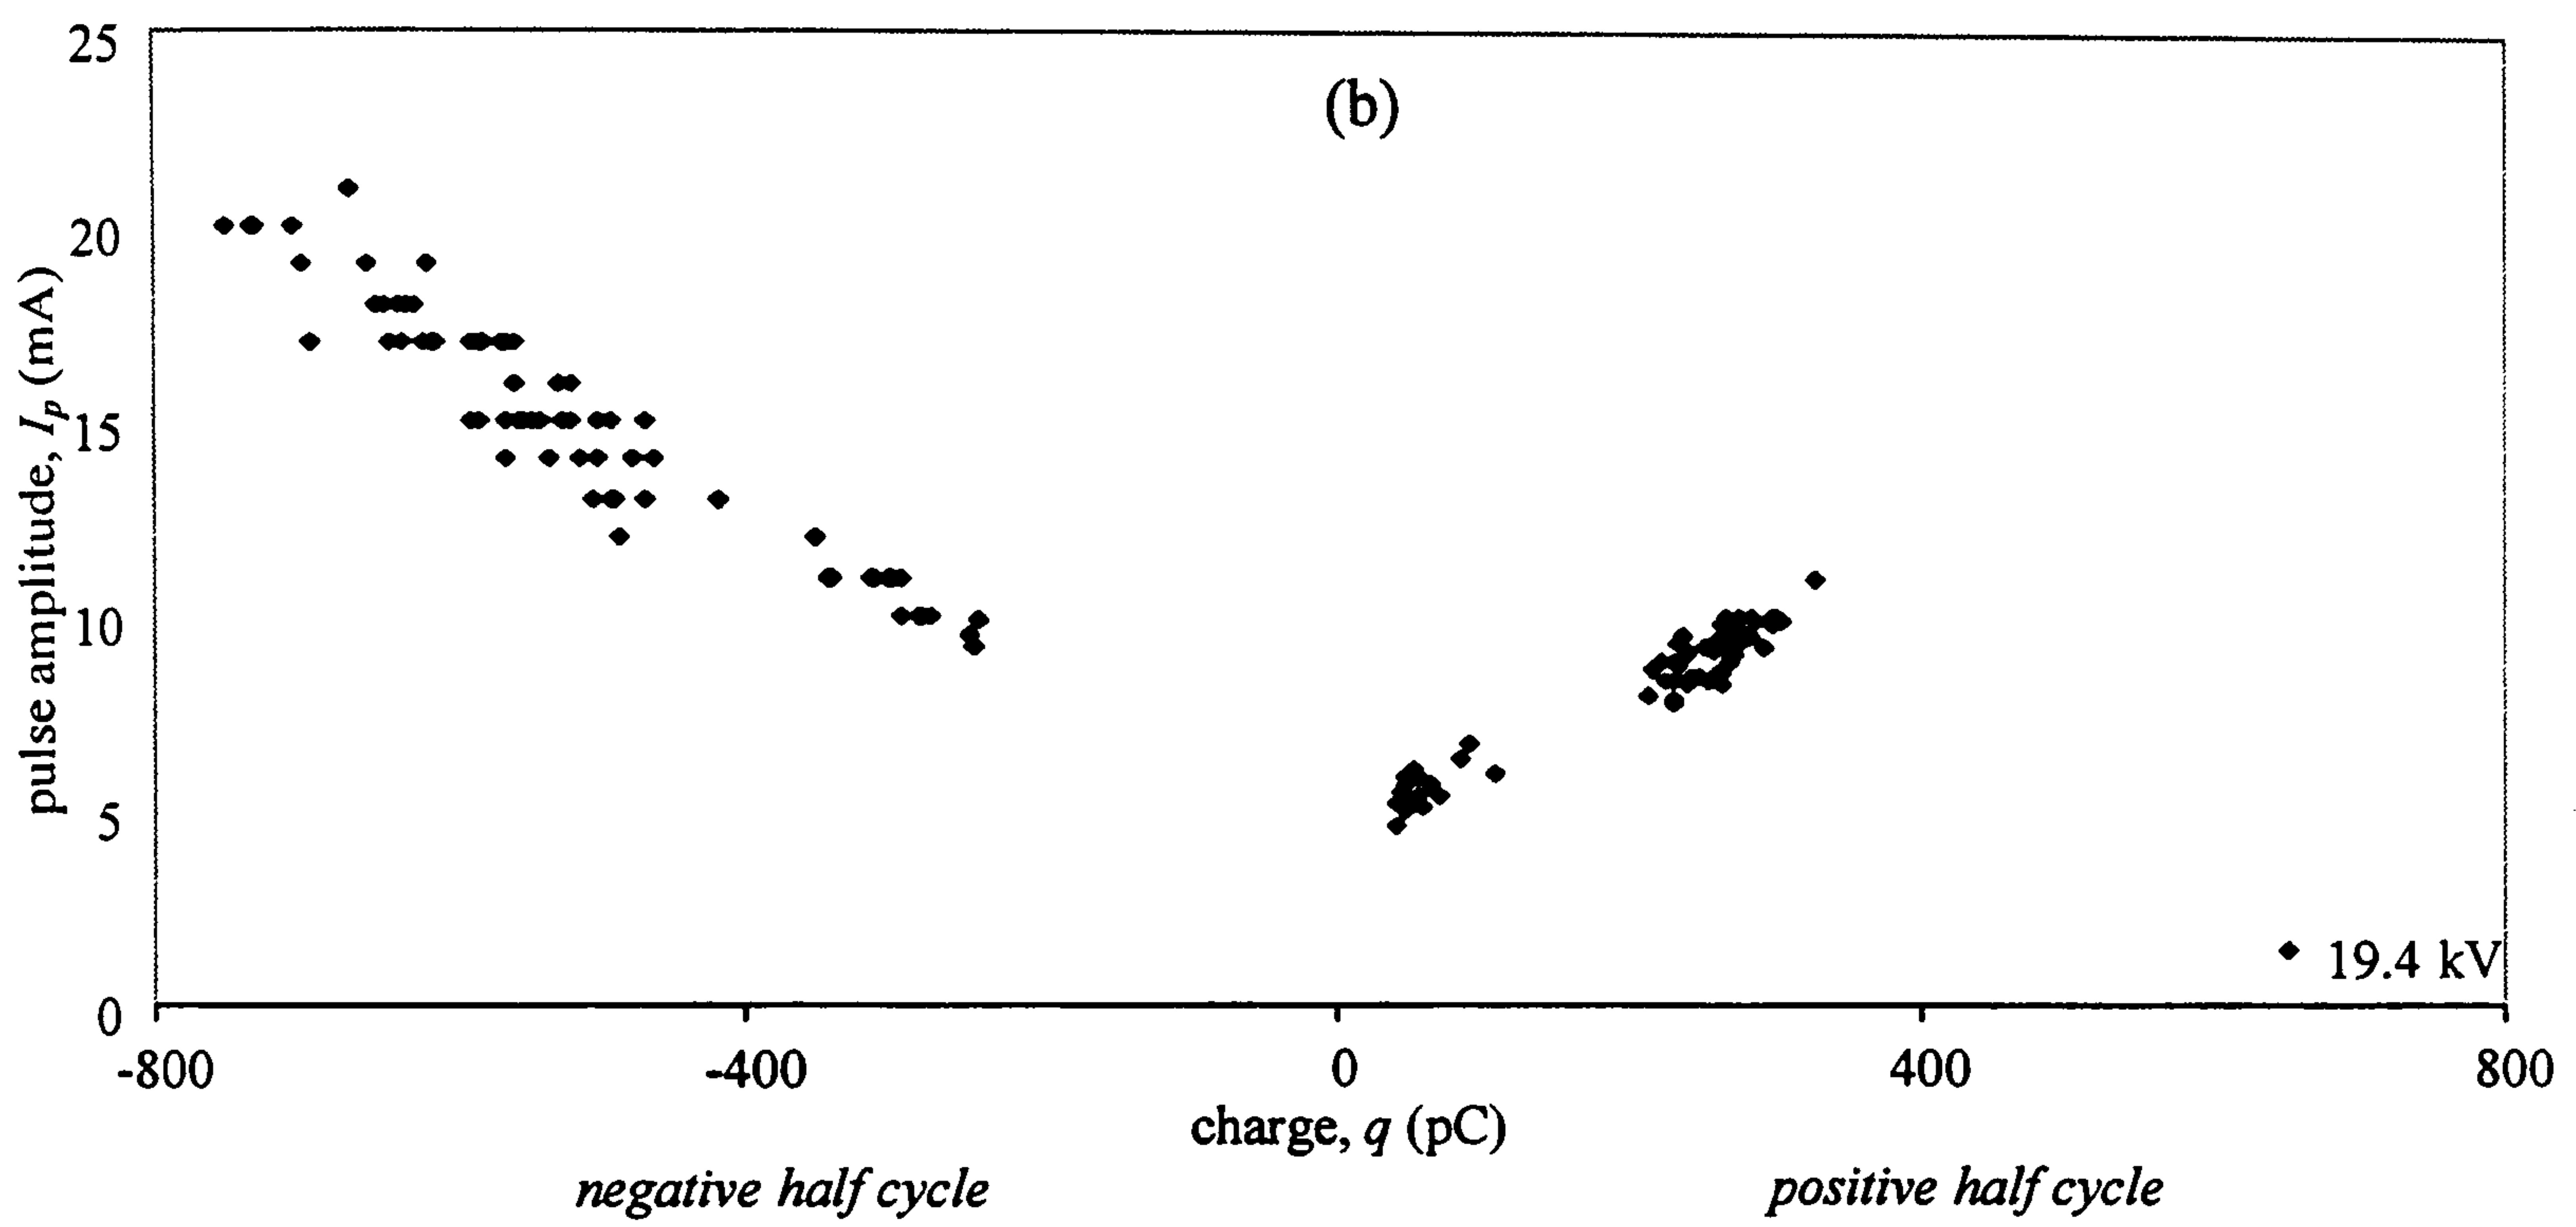 25
(b)
20
15
10
5
0
pulse amplitude, Ip (mA)
19.4 kV
-800 -400 0 400 800
charge, q (pC)
negative half cycle positive half cycle